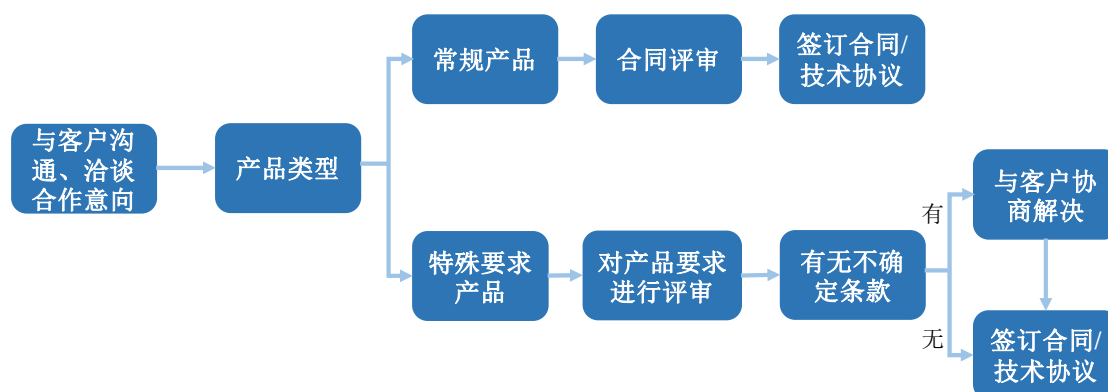 常规产品
合同评审
签订合同/
技术协议
与客户沟
通、洽谈
合作意向
产品类型
特殊要求
产品
对产品要求
进行评审
有无不确
定条款
有
无
与客户协
商解决
签订合同/
技术协议